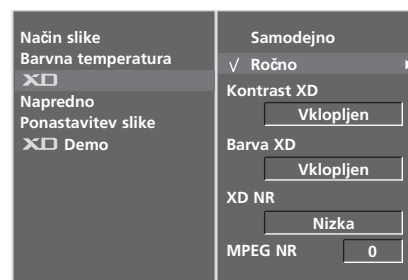 Način slike
Barvna temperatura
XD
Napredno
Ponastavitev slike
XD Demo
Samodejno
√ Ročno
Kontrast XD
Vklopljen
Barva XD
Vklopljen
XD NR
Nizka
MPEG NR 0